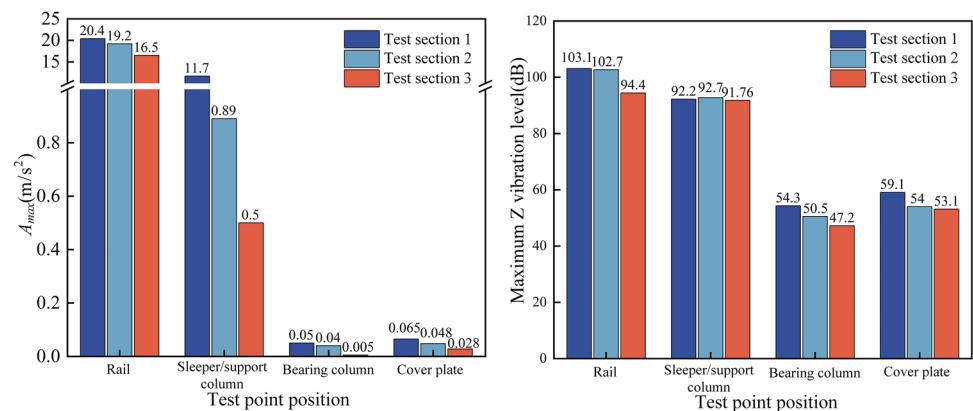 25
20
15
0.8
0.6
0.4
0.2
0.0
A_max(m/s²)
20.4
19.2
16.5
11.7
0.89
0.5
0.05
0.04
0.005
0.065
0.048
0.028
Test section 1
Test section 2
Test section 3
Rail
Sleeper/support
column
Bearing column
Cover plate
Test point position
120
100
80
60
40
20
0
Maximum Z vibration level(dB)
103.1
102.7
94.4
92.2
92.7
91.76
54.3
50.5
47.2
59.1
54
53.1
Test section 1
Test section 2
Test section 3
Rail
Sleeper/support
column
Bearing column
Cover plate
Test point position